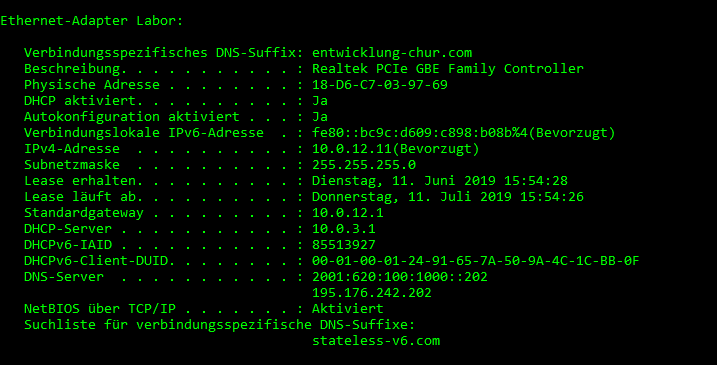 Ethernet-Adapter Labor:
Verbindungsspezifisches DNS-Suffix: entwicklung-chur.com
Beschreibung. . . . . . . . . . . : Realtek PCIe GBE Family Controller
Physische Adresse . . . . . . . . : 18-D6-C7-03-97-69
DHCP aktiviert. . . . . . . . . . : Ja
Autokonfiguration aktiviert . . . : Ja
Verbindungslokale IPv6-Adresse  . : fe80::bc9c:d609:c898:b08b%4(Bevorzugt)
IPv4-Adresse  . . . . . . . . . . : 10.0.12.11(Bevorzugt)
Subnetzmaske  . . . . . . . . . . : 255.255.255.0
Lease erhalten. . . . . . . . . . : Dienstag, 11. Juni 2019 15:54:28
Lease läuft ab. . . . . . . . . . : Donnerstag, 11. Juli 2019 15:54:26
Standardgateway . . . . . . . . . : 10.0.12.1
DHCP-Server . . . . . . . . . . . : 10.0.3.1
DHCPv6-IAID . . . . . . . . . . . : 85513927
DHCPv6-Client-DUID. . . . . . . . : 00-01-00-01-24-91-65-7A-50-9A-4C-1C-BB-0F
DNS-Server  . . . . . . . . . . . : 2001:620:100:1000::202
195.176.242.202
NetBIOS über TCP/IP . . . . . . . : Aktiviert
Suchliste für verbindungsspezifische DNS-Suffixe:
stateless-v6.com